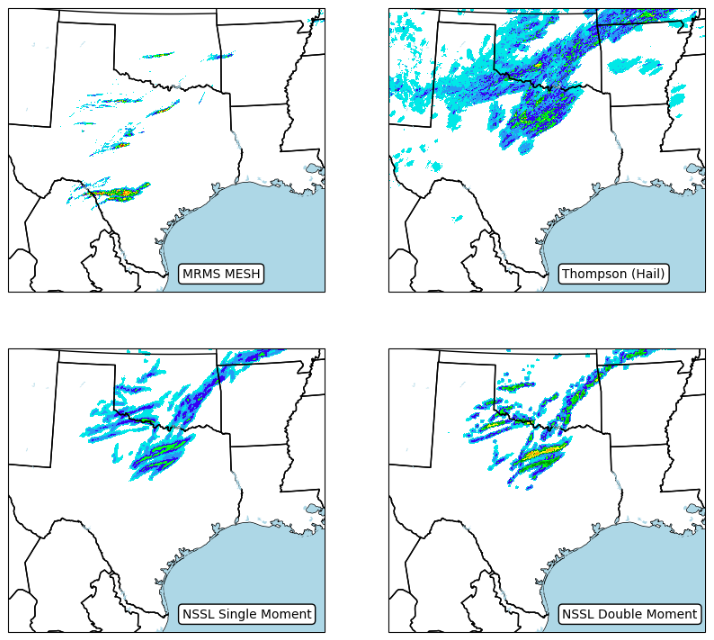 MRMS MESH
Thompson (Hail)
NSSL Single Moment
NSSL Double Moment